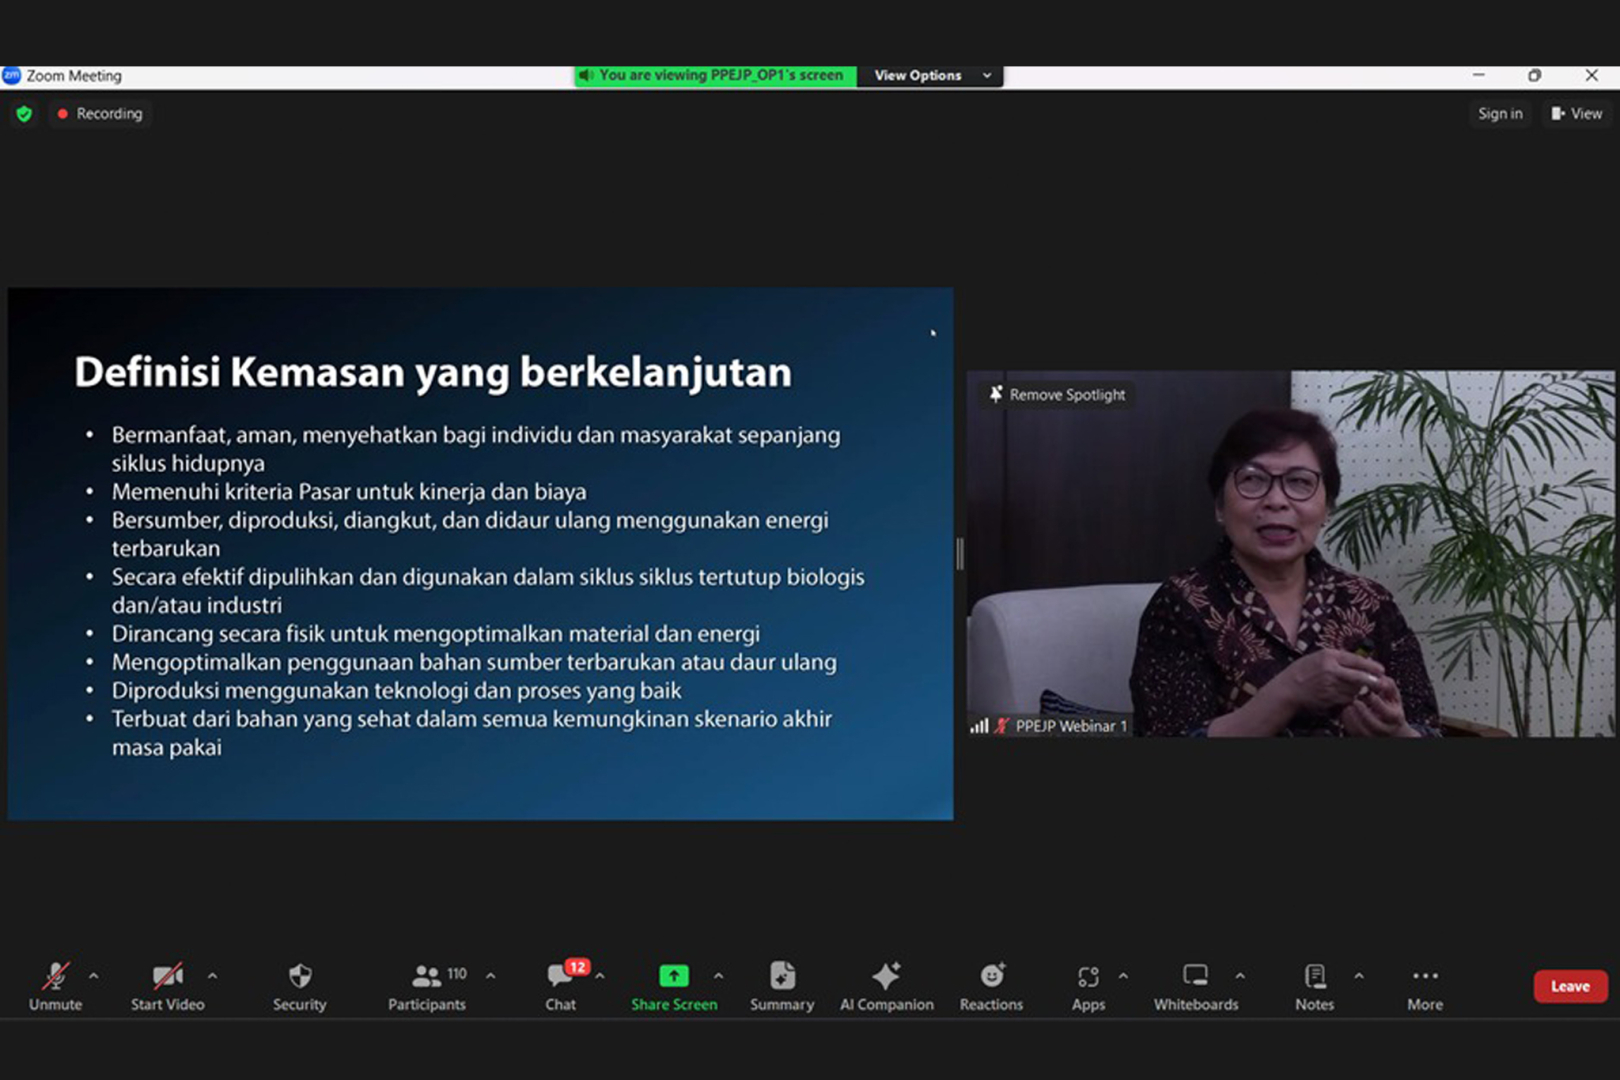 zm Zoom Meeting
You are viewing PPEJP_OP1's screen
View Options
Recording
Sign in
View
Definisi Kemasan yang berkelanjutan
• Bermanfaat, aman, menyehatkan bagi individu dan masyarakat sepanjang
siklus hidupnya
• Memenuhi kriteria Pasar untuk kinerja dan biaya
• Bersumber, diproduksi, diangkut, dan didaur ulang menggunakan energi
terbarukan
• Secara efektif dipulihkan dan digunakan dalam siklus siklus tertutup biologis
dan/atau industri
• Dirancang secara fisik untuk mengoptimalkan material dan energi
• Mengoptimalkan penggunaan bahan sumber terbarukan atau daur ulang
• Diproduksi menggunakan teknologi dan proses yang baik
• Terbuat dari bahan yang sehat dalam semua kemungkinan skenario akhir
masa pakai
Remove Spotlight
PPEJP Webinar 1
Unmute
Start Video
Security
110
Participants
12
Chat
Share Screen
Summary
AI Companion
Reactions
Apps
Whiteboards
Notes
More
Leave